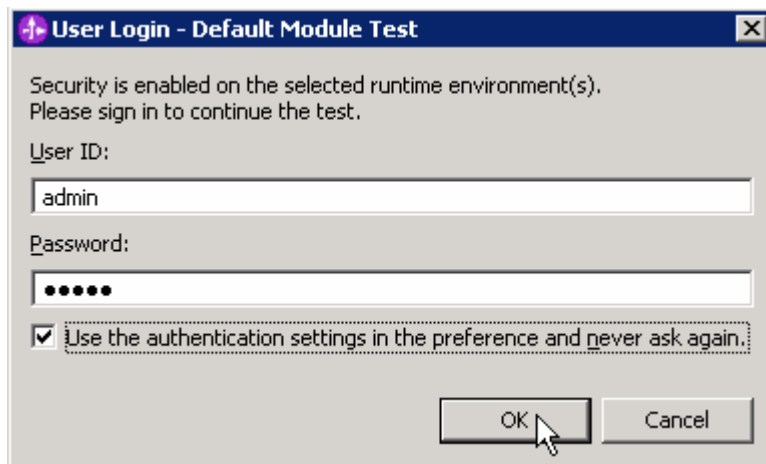 User Login - Default Module Test
Security is enabled on the selected runtime environment(s).
Please sign in to continue the test.
User ID:
admin
Password:
●●●●●
Use the authentication settings in the preference and never ask again.
OK
Cancel